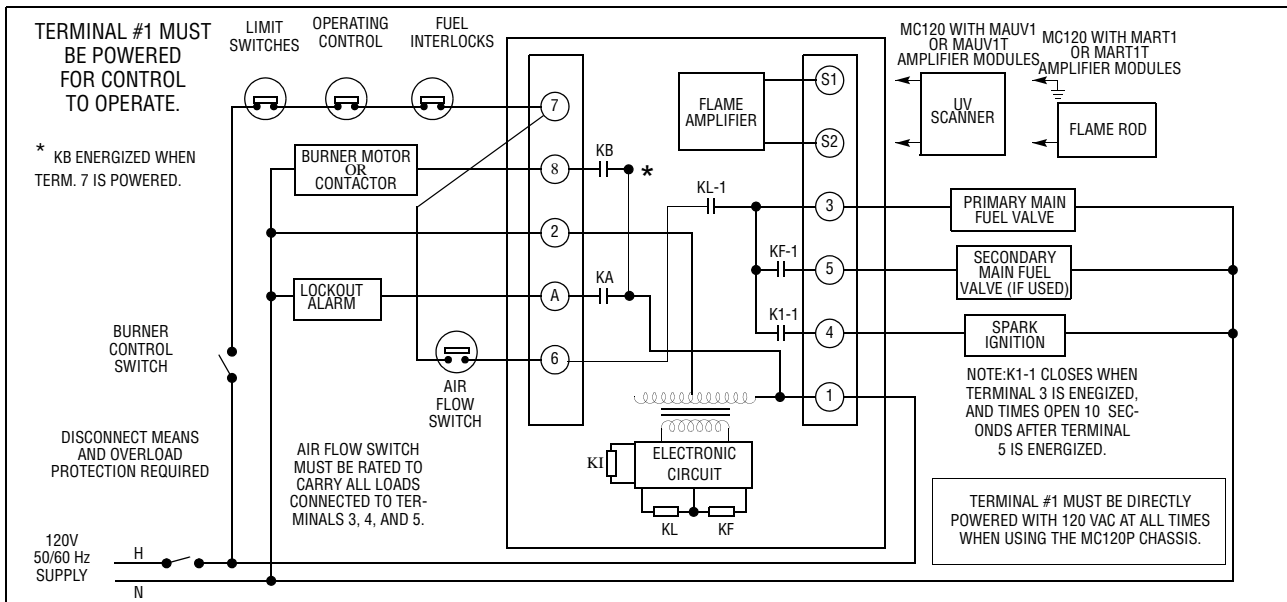 TERMINAL #1 MUST
BE POWERED
FOR CONTROL
TO OPERATE.
* KB ENERGIZED WHEN
TERM. 7 IS POWERED.
LIMIT
SWITCHES
OPERATING
CONTROL
FUEL
INTERLOCKS
7
BURNER MOTOR
OR
CONTACTOR
8
KB
*
2
LOCKOUT
ALARM
A
KA
6
AIR
FLOW
SWITCH
BURNER
CONTROL
SWITCH
DISCONNECT MEANS
AND OVERLOAD
PROTECTION REQUIRED
AIR FLOW SWITCH
MUST BE RATED TO
CARRY ALL LOADS
CONNECTED TO TER-
MINALS 3, 4, AND 5.
120V
50/60 Hz
SUPPLY
H
N
FLAME
AMPLIFIER
S1
S2
KL-1
3
KF-1
5
K1-1
4
1
ELECTRONIC
CIRCUIT
KI
KL
KF
MC120 WITH MAUV1
OR MAUV1T
AMPLIFIER MODULES
MC120 WITH MART1
OR MART1T
AMPLIFIER MODULES
UV
SCANNER
FLAME ROD
PRIMARY MAIN
FUEL VALVE
SECONDARY
MAIN FUEL
VALVE (IF USED)
SPARK
IGNITION
NOTE:K1-1 CLOSES WHEN
TERMINAL 3 IS ENEGIZED,
AND TIMES OPEN 10 SEC-
ONDS AFTER TERMINAL
5 IS ENERGIZED.
TERMINAL #1 MUST BE DIRECTLY
POWERED WITH 120 VAC AT ALL TIMES
WHEN USING THE MC120P CHASSIS.